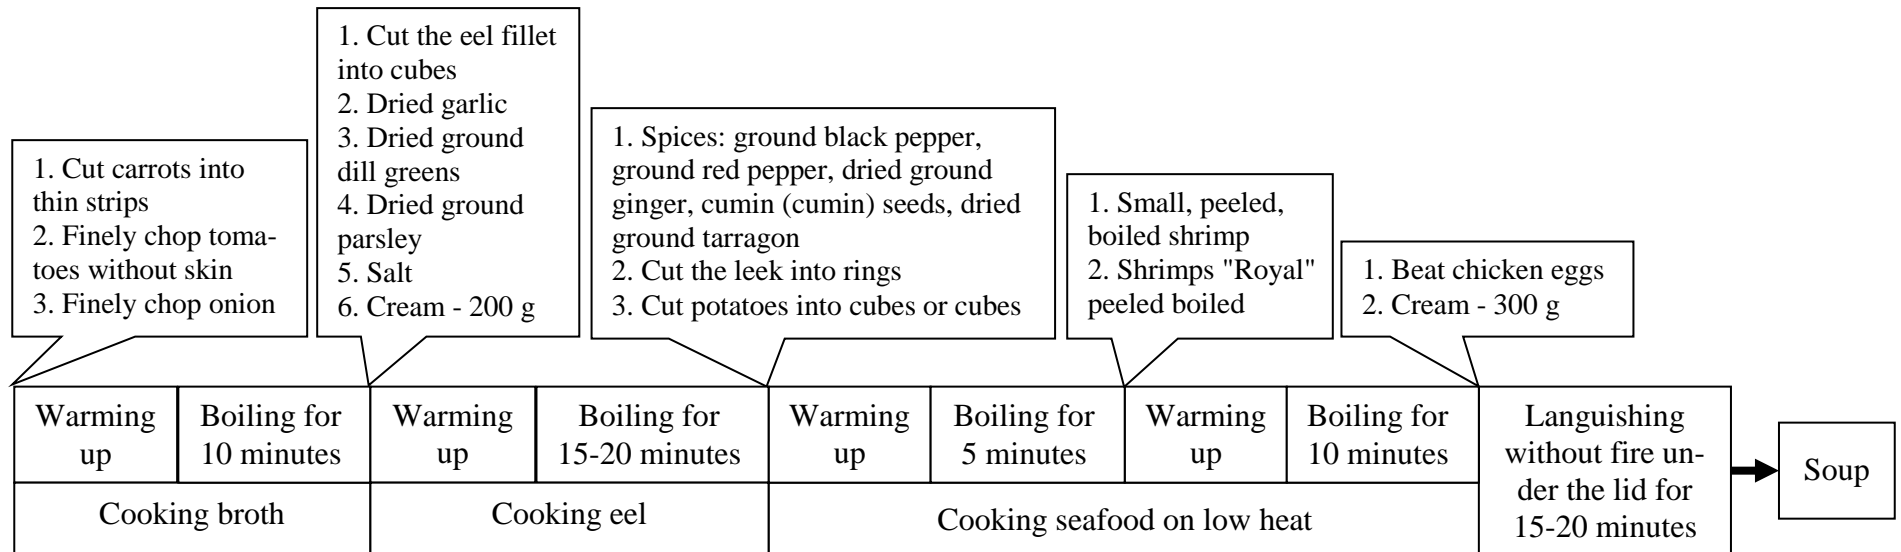 1. Cut carrots into
thin strips
2. Finely chop toma-
toes without skin
3. Finely chop onion
1. Cut the eel fillet
into cubes
2. Dried garlic
3. Dried ground
dill greens
4. Dried ground
parsley
5. Salt
6. Cream - 200 g
1. Spices: ground black pepper,
ground red pepper, dried ground
ginger, cumin (cumin) seeds, dried
ground tarragon
2. Cut the leek into rings
3. Cut potatoes into cubes or cubes
1. Small, peeled,
boiled shrimp
2. Shrimps "Royal"
peeled boiled
1. Beat chicken eggs
2. Cream - 300 g
Warming
up
Boiling for
10 minutes
Warming
up
Boiling for
15-20 minutes
Warming
up
Boiling for
5 minutes
Warming
up
Boiling for
10 minutes
Languishing
without fire un-
der the lid for
15-20 minutes
Soup
Cooking broth
Cooking eel
Cooking seafood on low heat